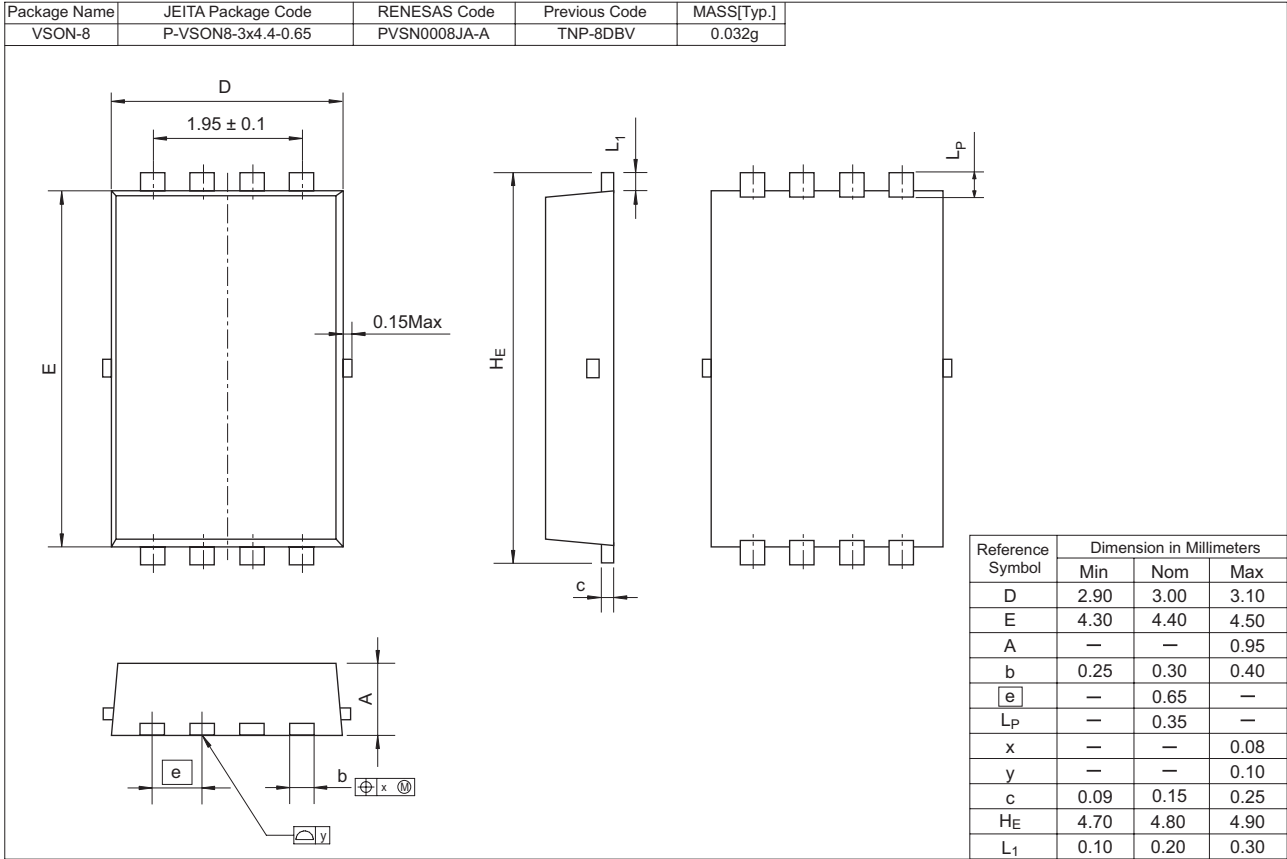 Package Name JEITA Package Code RENESAS Code Previous Code MASS[Typ.]
VSON-8 P-VSON8-3x4.4-0.65 PVSN0008JA-A TNP-8DBV 0.032g
D
1.95 ± 0.1
L1
LP
0.15Max
E
HE
c
A
e
b
x Ⓜ
y
Reference Symbol Dimension in Millimeters
Min Nom Max
D 2.90 3.00 3.10
E 4.30 4.40 4.50
A — — 0.95
b 0.25 0.30 0.40
e — 0.65 —
LP — 0.35 —
x — — 0.08
y — — 0.10
c 0.09 0.15 0.25
HE 4.70 4.80 4.90
L1 0.10 0.20 0.30